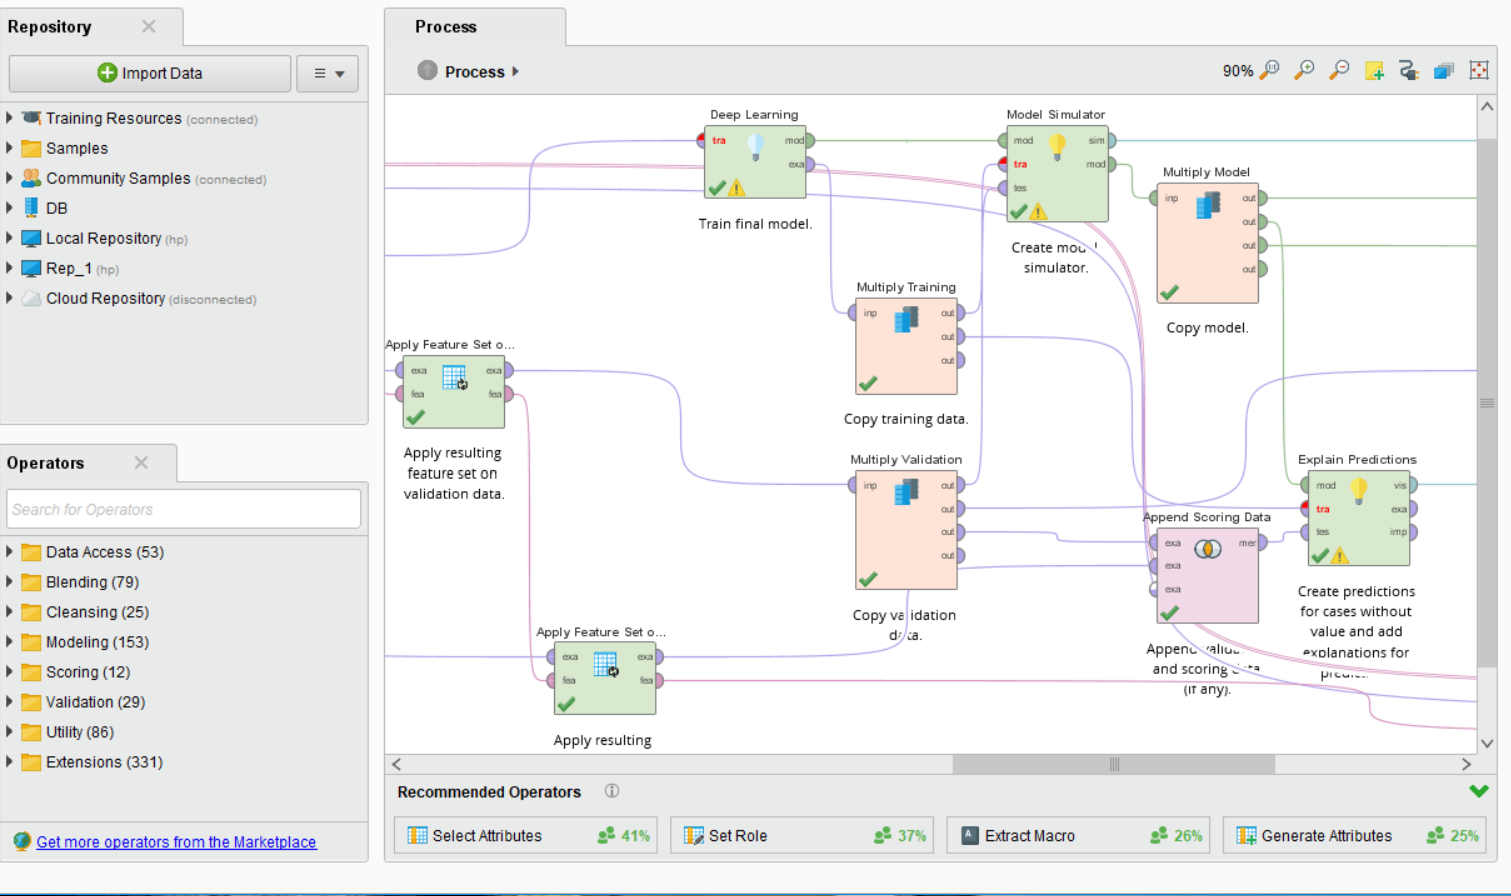 Repository
Import Data
Training Resources (connected)
Samples
Community Samples (connected)
DB
Local Repository (hp)
Rep_1 (hp)
Cloud Repository (disconnected)
Operators
Search for Operators
Data Access (53)
Blending (79)
Cleansing (25)
Modeling (153)
Scoring (12)
Validation (29)
Utility (86)
Extensions (331)
Get more operators from the Marketplace
Process
Process
90%
Deep Learning
tra mod
exa
Train final model.
Model Simulator
mod sim
tra mod
tes
Create
simulator.
Multiply Model
inp out
out
out
out
Copy model.
Multiply Training
inp out
out
out
Copy training data.
Apply Feature Set o...
exa exa
fea fea
Apply resulting
feature set on
validation data.
Multiply Validation
inp out
out
out
out
Copy validation
data.
Append Scoring Data
exa mer
exa
exa
Append
and scoring
(if any).
Explain Predictions
mod vis
tra exa
tes imp
Create predictions
for cases without
value and add
explanations for
Apply Feature Set o...
exa exa
fea fea
Apply resulting
Recommended Operators
Select Attributes 41%
Set Role 37%
Extract Macro 26%
Generate Attributes 25%